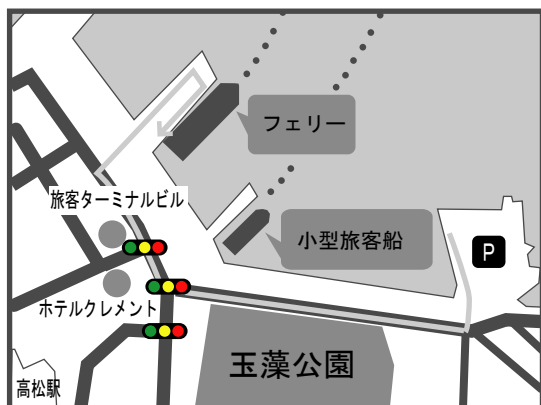 フェリー
旅客ターミナルビル
小型旅客船
P
ホテルクレメント
玉藻公園
高松駅